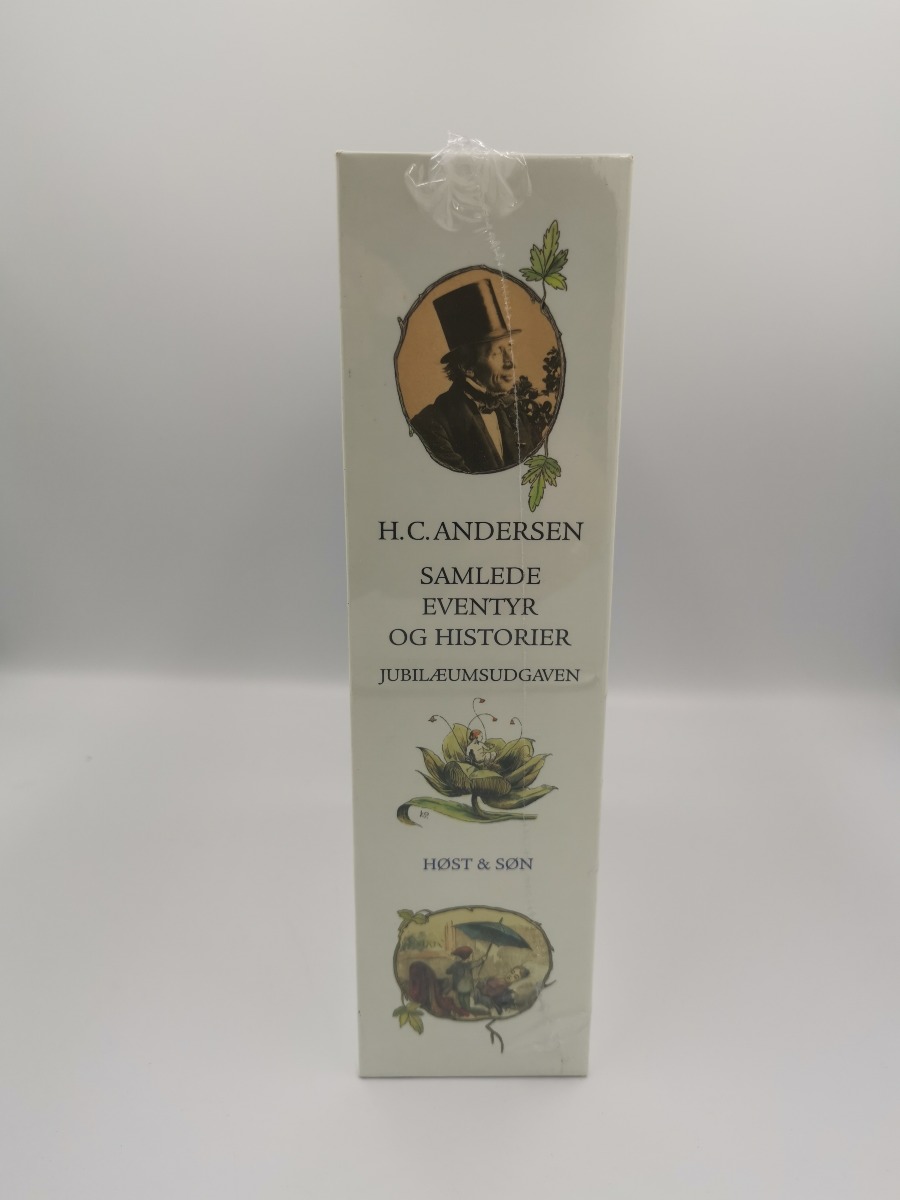 H.C. ANDERSEN
SAMLEDE
EVENTYR
OG HISTORIER
JUBILÆUMSUDGAVEN
HØST & SØN